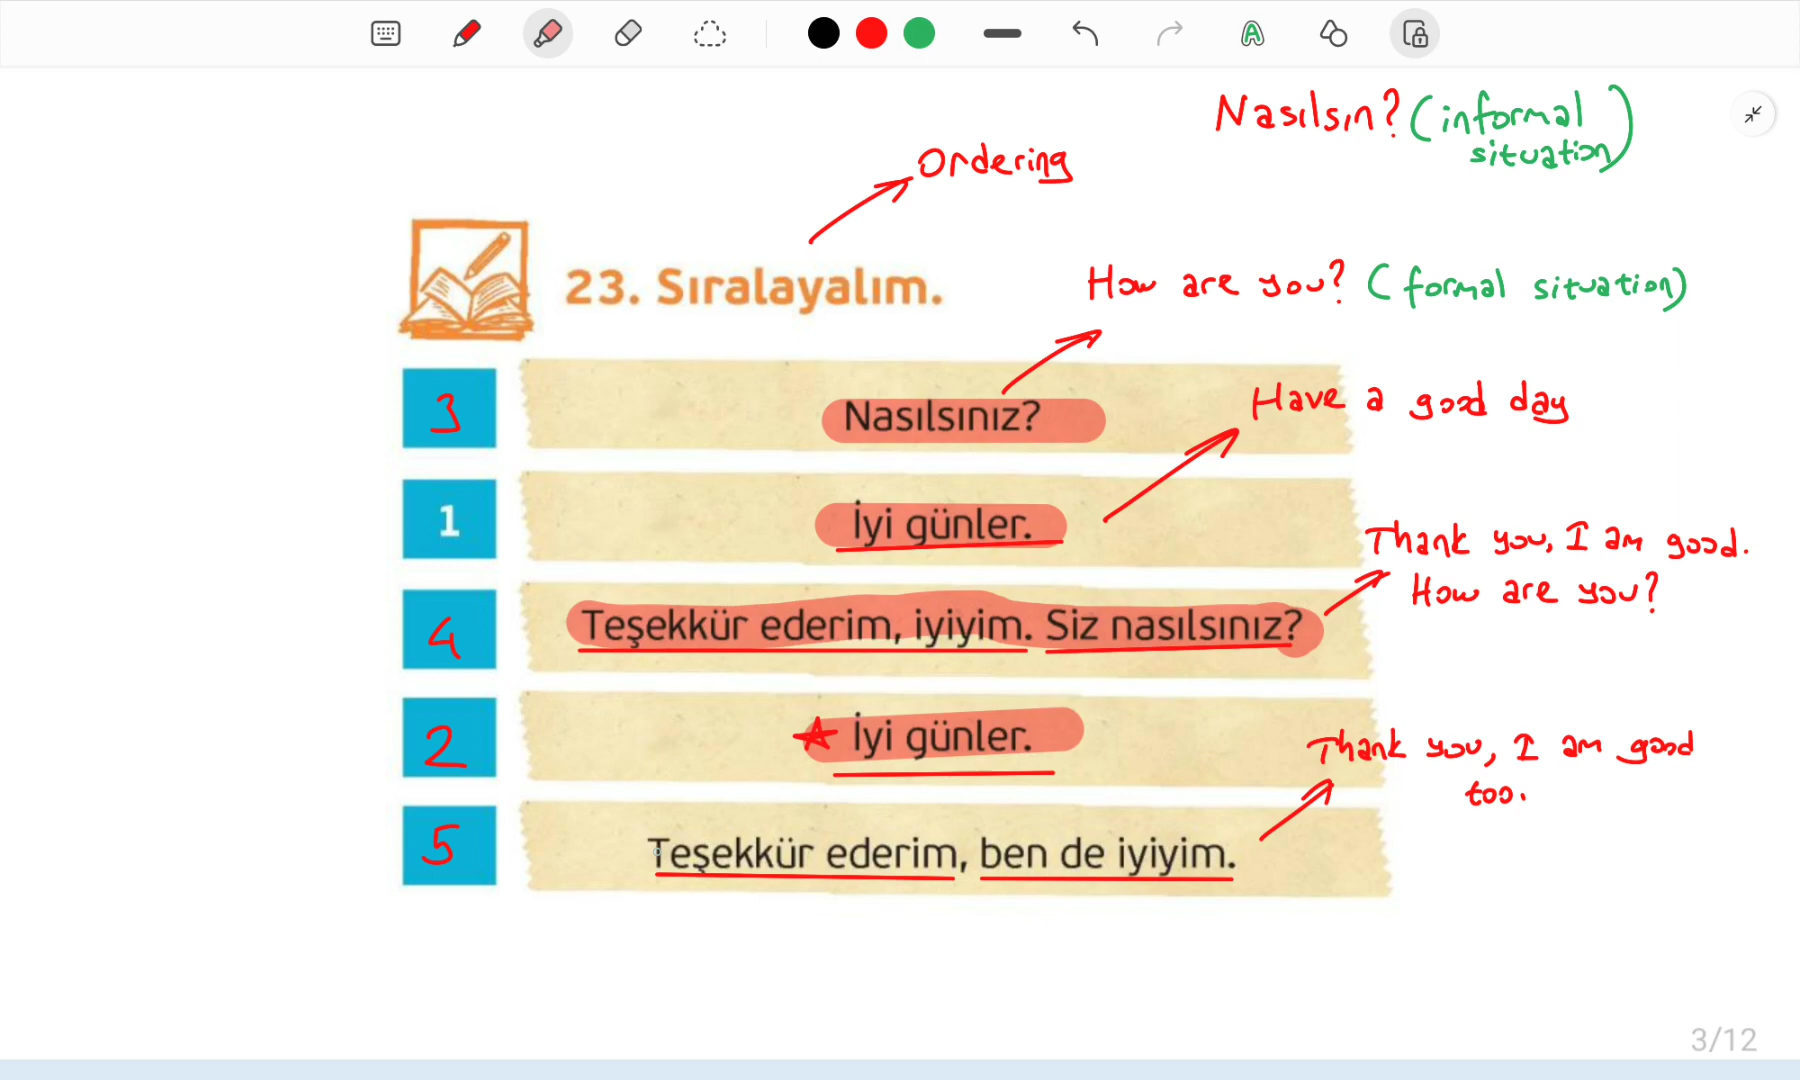 Nasılsın? (informal
situation)
Ordering
23. Sıralayalım.
How are you? (formal situation)
3 Nasılsınız?
Have a good day
1 İyi günler.
Thank you, I am good.
How are you?
4 Teşekkür ederim, iyiyim. Siz nasılsınız?
2 İyi günler.
Thank you, I am good
too.
5 Teşekkür ederim, ben de iyiyim.
3/12